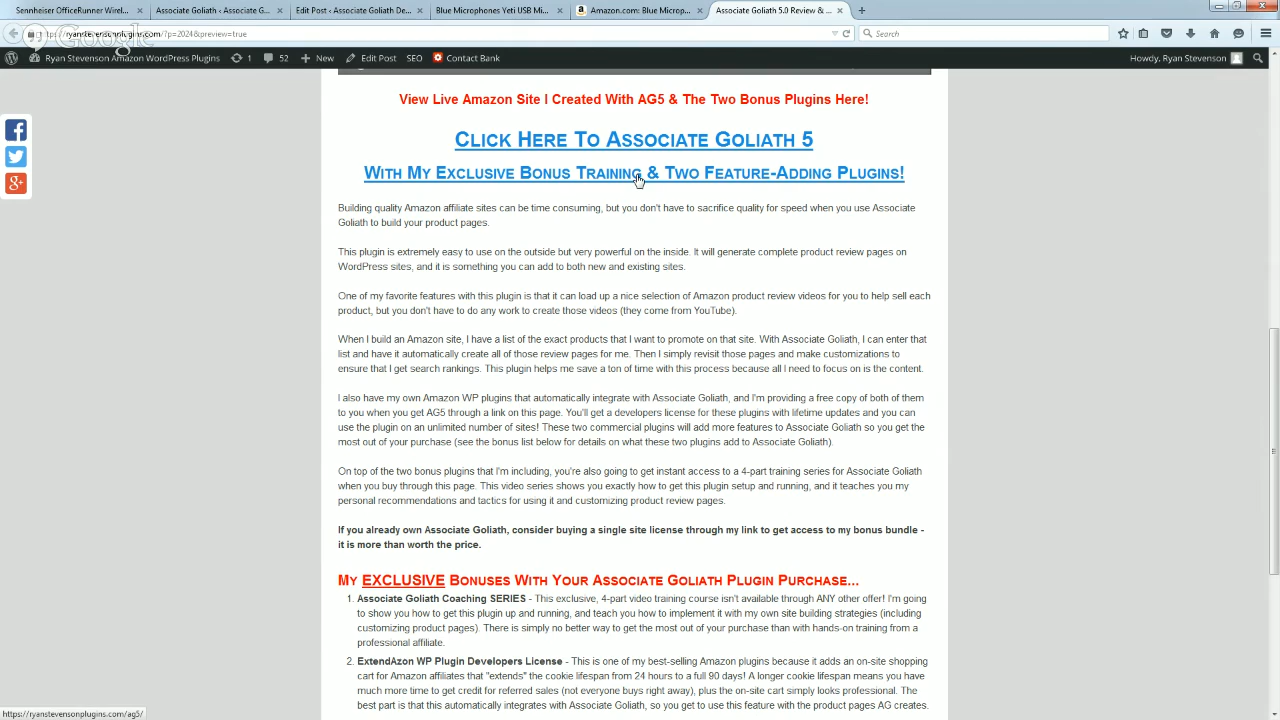 Sennheiser OfficeRunner Wirele...
Associate Goliath ‹ Associate G...
Edit Post ‹ Associate Goliath De...
Blue Microphones Yeti USB Mi...
Amazon.com: Blue Microp...
Associate Goliath 5.0 Review &...
https://ryanstevensonplugins.com/?p=2024&preview=true
Google
Search
Ryan Stevenson Amazon WordPress Plugins
1
52
New
Edit Post
SEO
Contact Bank
Howdy, Ryan Stevenson
View Live Amazon Site I Created With AG5 & The Two Bonus Plugins Here!
Click Here To Associate Goliath 5
With My Exclusive Bonus Training & Two Feature-Adding Plugins!
Building quality Amazon affiliate sites can be time consuming, but you don't have to sacrifice quality for speed when you use Associate
Goliath to build your product pages.
This plugin is extremely easy to use on the outside but very powerful on the inside. It will generate complete product review pages on
WordPress sites, and it is something you can add to both new and existing sites.
One of my favorite features with this plugin is that it can load up a nice selection of Amazon product review videos for you to help sell each
product, but you don't have to do any work to create those videos (they come from YouTube).
When I build an Amazon site, I have a list of the exact products that I want to promote on that site. With Associate Goliath, I can enter that
list and have it automatically create all of those review pages for me. Then I simply revisit those pages and make customizations to
ensure that I get search rankings. This plugin helps me save a ton of time with this process because all I need to focus on is the content.
I also have my own Amazon WP plugins that automatically integrate with Associate Goliath, and I'm providing a free copy of both of them
to you when you get AG5 through a link on this page. You'll get a developers license for these plugins with lifetime updates and you can
use the plugin on an unlimited number of sites! These two commercial plugins will add more features to Associate Goliath so you get the
most out of your purchase (see the bonus list below for details on what these two plugins add to Associate Goliath).
On top of the two bonus plugins that I'm including, you're also going to get instant access to a 4-part training series for Associate Goliath
when you buy through this page. This video series shows you exactly how to get this plugin setup and running, and it teaches you my
personal recommendations and tactics for using it and customizing product review pages.
If you already own Associate Goliath, consider buying a single site license through my link to get access to my bonus bundle -
it is more than worth the price.
My EXCLUSIVE Bonuses With Your Associate Goliath Plugin Purchase...
1. Associate Goliath Coaching SERIES - This exclusive, 4-part video training course isn't available through ANY other offer! I'm going
to show you how to get this plugin up and running, and teach you how to implement it with my own site building strategies (including
customizing product pages). There is simply no better way to get the most out of your purchase than with hands-on training from a
professional affiliate.
2. ExtendAzon WP Plugin Developers License - This is one of my best-selling Amazon plugins because it adds an on-site shopping
cart for Amazon affiliates that "extends" the cookie lifespan from 24 hours to a full 90 days! A longer cookie lifespan means you have
much more time to get credit for referred sales (not everyone buys right away), plus the on-site cart simply looks professional. The
best part is that this automatically integrates with Associate Goliath, so you get to use this feature with the product pages AG creates.
https://ryanstevensonplugins.com/ag5/